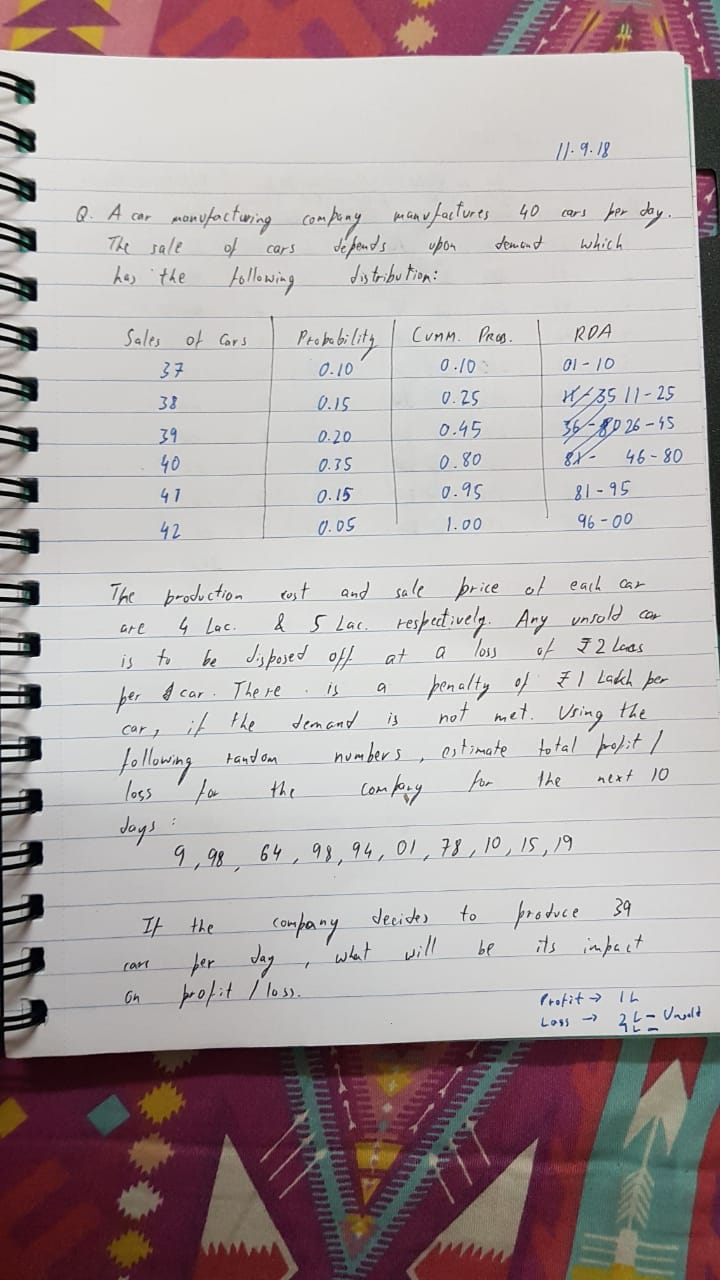 11.9.18
Q. A car manufacturing company manufactures 40 cars per day.
The sale of cars depends upon demand which
has the following distribution:
Sales of Cars Probability Cumm. Prob. RDA
37 0.10 0.10 01-10
38 0.15 0.25 11-25
39 0.20 0.45 26-45
40 0.35 0.80 46-80
41 0.15 0.95 81-95
42 0.05 1.00 96-00
The production cost and sale price of each car
are 4 Lac. & 5 Lac. respectively. Any unsold car
is to be disposed off at a loss of ₹2 Lacs
per car. There is a penalty of ₹1 Lakh per
car, if the demand is not met. Using the
following random numbers, estimate total profit/
loss for the company for the next 10
days:
9, 98, 64, 98, 94, 01, 78, 10, 15, 19
If the company decides to produce 39
cars per day, what will be its impact
on profit / loss.
Profit → 1L
Loss → 2L - Unsold